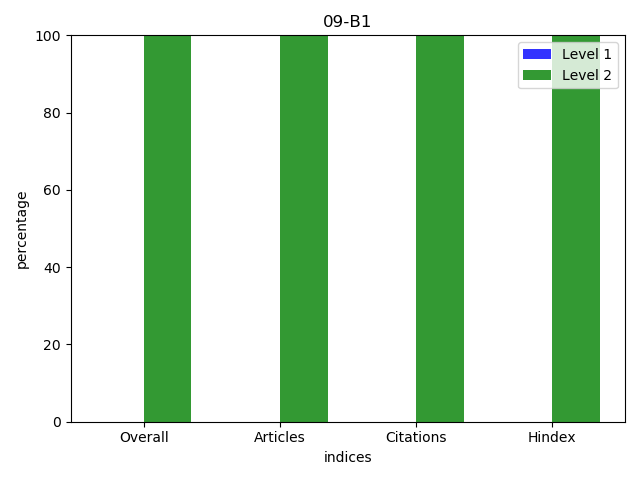 09-B1
Level 1
Level 2
100
80
60
40
20
0
percentage
Overall Articles Citations Hindex
indices